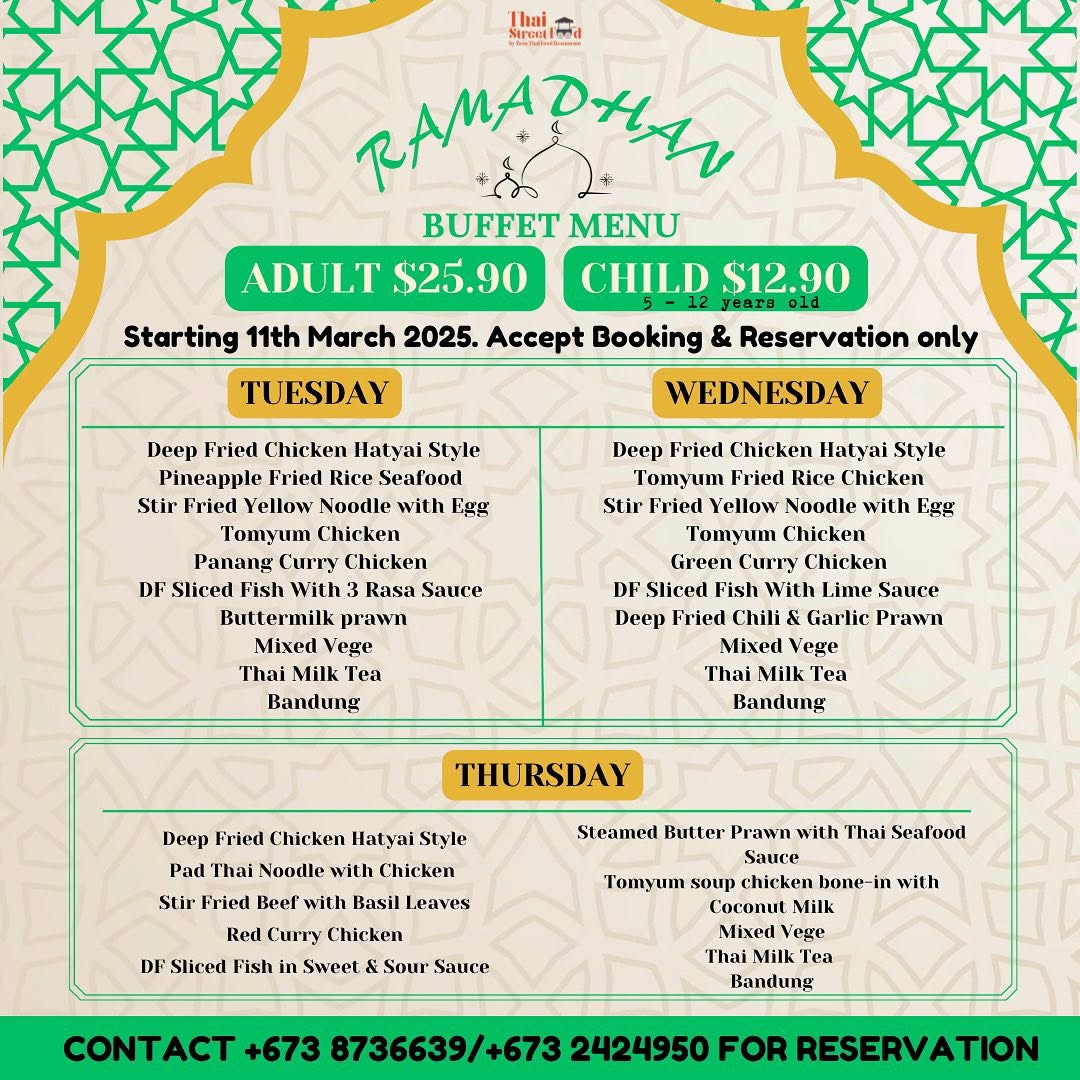 Thai
Street Food
by Best Thai Food Restaurant
RAMADHAN
BUFFET MENU
ADULT $25.90
CHILD $12.90
5 - 12 years old
Starting 11th March 2025. Accept Booking & Reservation only
TUESDAY
Deep Fried Chicken Hatyai Style
Pineapple Fried Rice Seafood
Stir Fried Yellow Noodle with Egg
Tomyum Chicken
Panang Curry Chicken
DF Sliced Fish With 3 Rasa Sauce
Buttermilk prawn
Mixed Vege
Thai Milk Tea
Bandung
WEDNESDAY
Deep Fried Chicken Hatyai Style
Tomyum Fried Rice Chicken
Stir Fried Yellow Noodle with Egg
Tomyum Chicken
Green Curry Chicken
DF Sliced Fish With Lime Sauce
Deep Fried Chili & Garlic Prawn
Mixed Vege
Thai Milk Tea
Bandung
THURSDAY
Deep Fried Chicken Hatyai Style
Pad Thai Noodle with Chicken
Stir Fried Beef with Basil Leaves
Red Curry Chicken
DF Sliced Fish in Sweet & Sour Sauce
Steamed Butter Prawn with Thai Seafood
Sauce
Tomyum soup chicken bone-in with
Coconut Milk
Mixed Vege
Thai Milk Tea
Bandung
CONTACT +673 8736639/+673 2424950 FOR RESERVATION